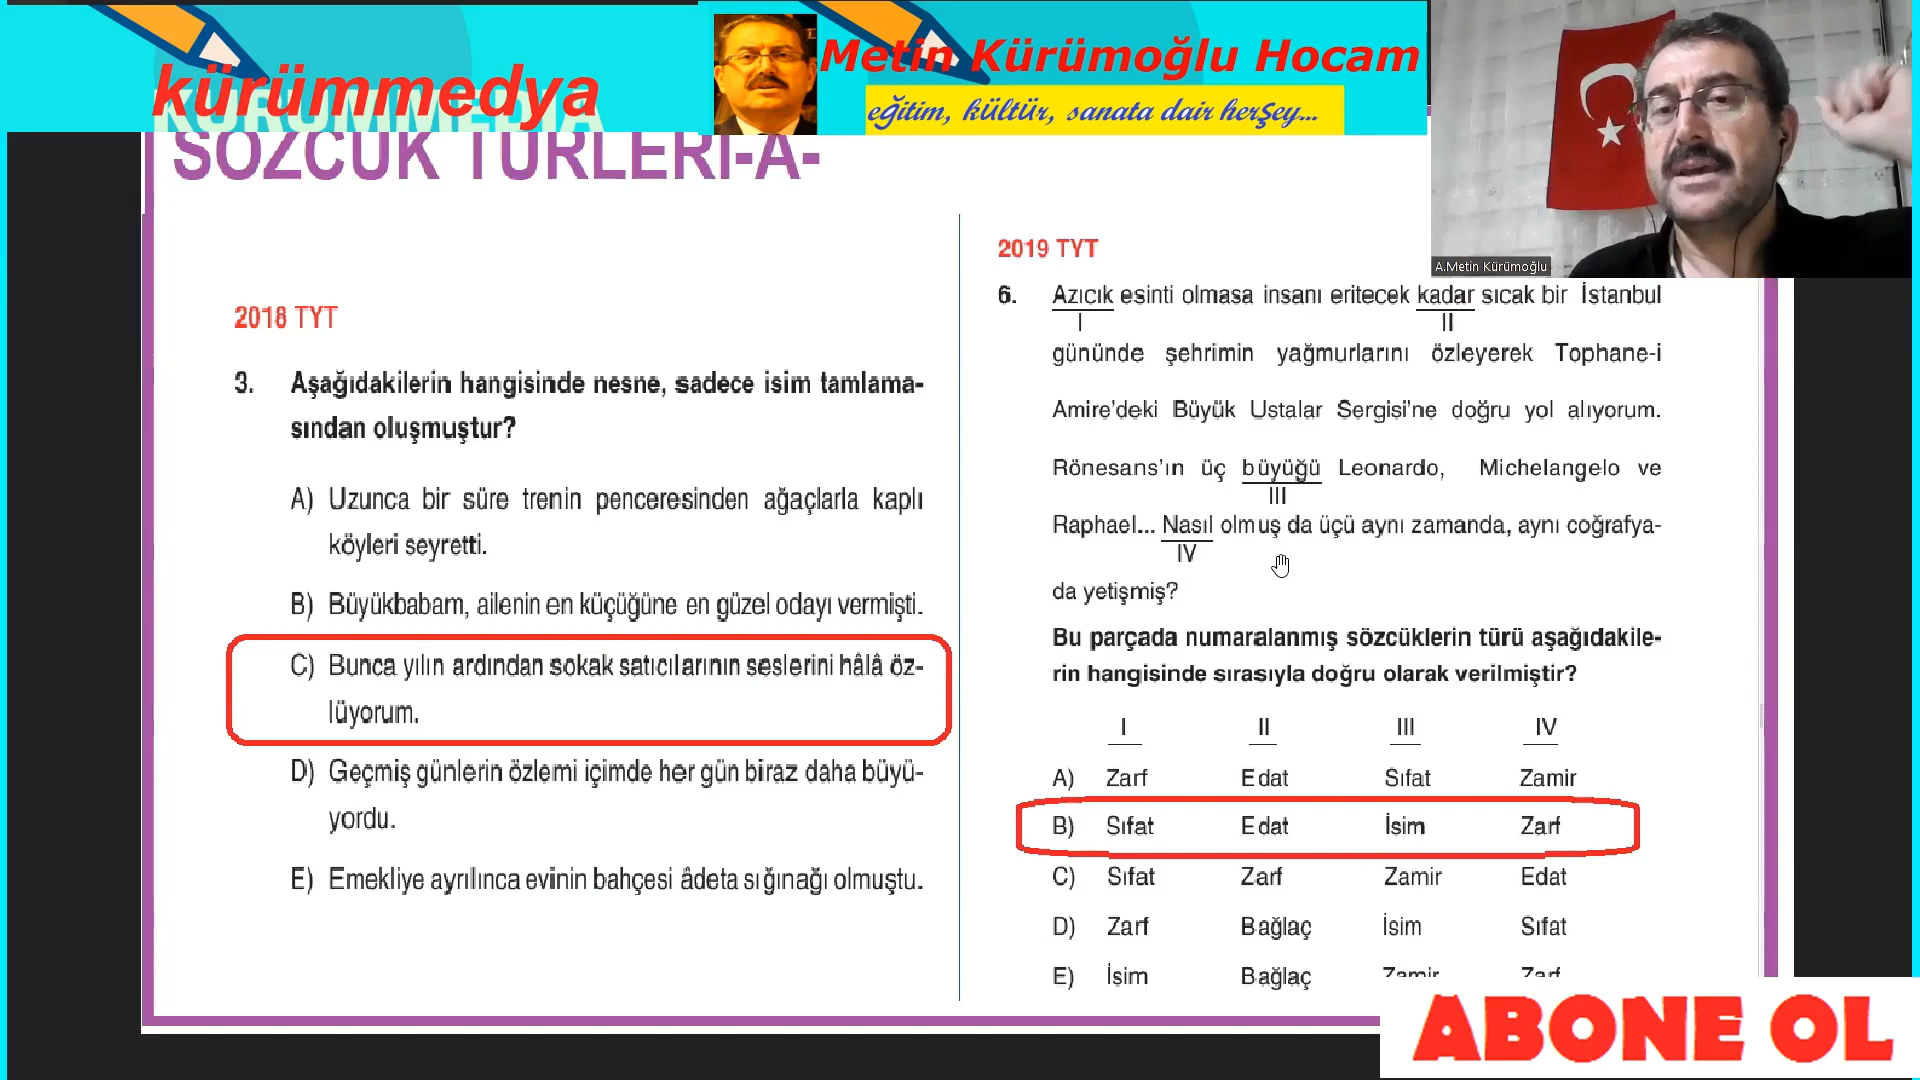 kürümmedya
KÜRÜMMEDİA
Metin Kürümoğlu Hocam
eğitim, kültür, sanata dair herşey...
A.Metin Kürümoğlu
SÖZCÜK TÜRLERİ-A-
2018 TYT
3. Aşağıdakilerin hangisinde nesne, sadece isim tamlama-
sından oluşmuştur?
A) Uzunca bir süre trenin penceresinden ağaçlarla kaplı
köyleri seyretti.
B) Büyükbabam, ailenin en küçüğüne en güzel odayı vermişti.
C) Bunca yılın ardından sokak satıcılarının seslerini hâlâ öz-
lüyorum.
D) Geçmiş günlerin özlemi içimde her gün biraz daha büyü-
yordu.
E) Emekliye ayrılınca evinin bahçesi âdeta sığınağı olmuştu.
2019 TYT
6. Azıcık esinti olmasa insanı eritecek kadar sıcak bir İstanbul
I II
gününde şehrimin yağmurlarını özleyerek Tophane-i
Amire'deki Büyük Ustalar Sergisi'ne doğru yol alıyorum.
Rönesans'ın üç büyüğü Leonardo, Michelangelo ve
III
Raphael... Nasıl olmuş da üçü aynı zamanda, aynı coğrafya-
IV
da yetişmiş?
Bu parçada numaralanmış sözcüklerin türü aşağıdakile-
rin hangisinde sırasıyla doğru olarak verilmiştir?
I II III IV
A) Zarf Edat Sıfat Zamir
B) Sıfat Edat İsim Zarf
C) Sıfat Zarf Zamir Edat
D) Zarf Bağlaç İsim Sıfat
E) İsim Bağlaç Zamir Zarf
ABONE OL